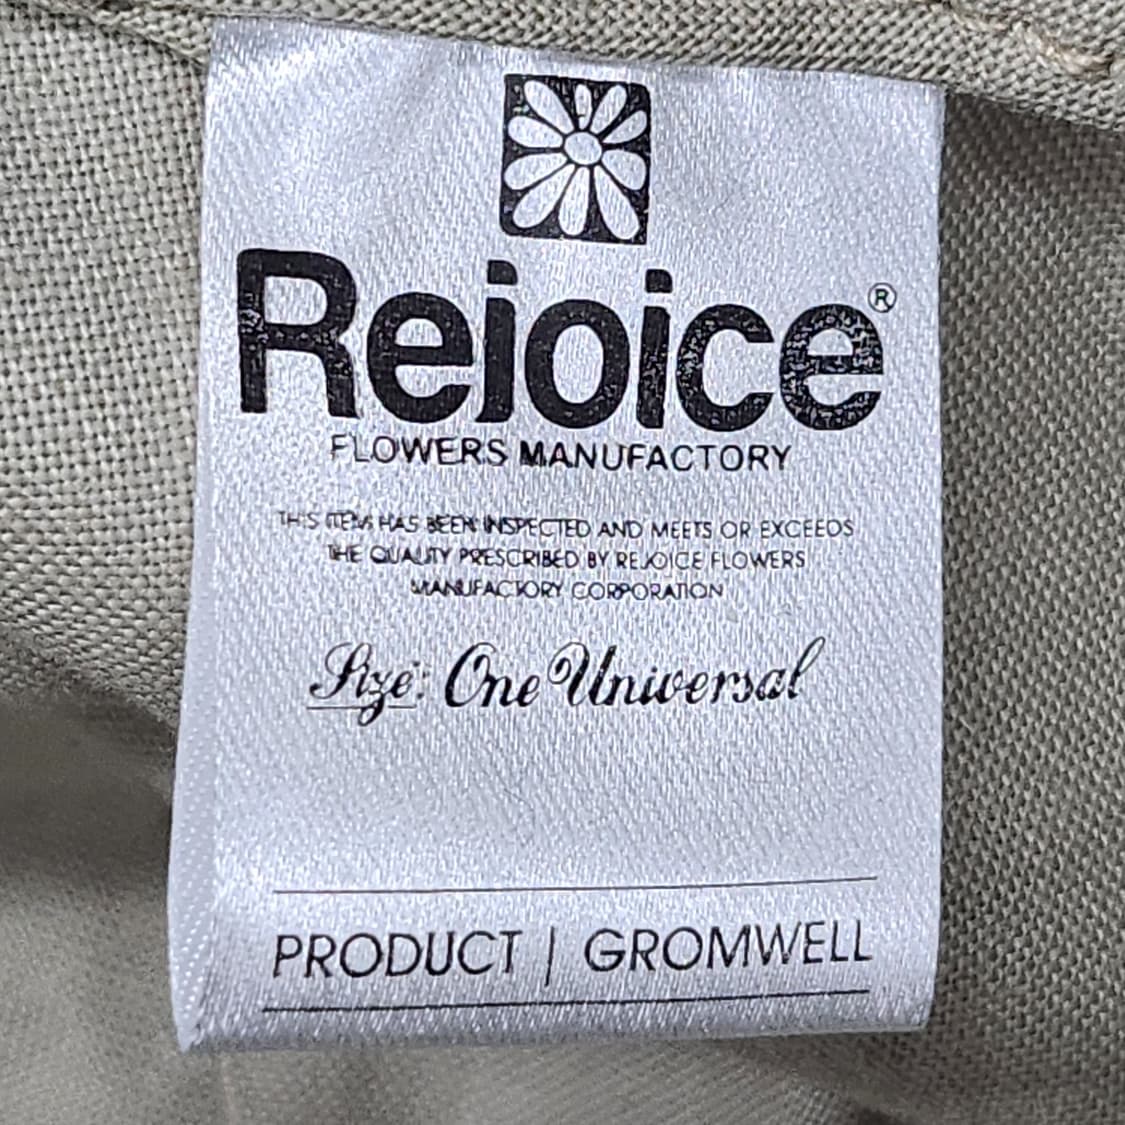 Rejoice®
FLOWERS MANUFACTORY
THIS ITEM HAS BEEN INSPECTED AND MEETS OR EXCEEDS
THE QUALITY PRESCRIBED BY REJOICE FLOWERS
MANUFACTORY CORPORATION
Size: One Universal
PRODUCT | GROMWELL